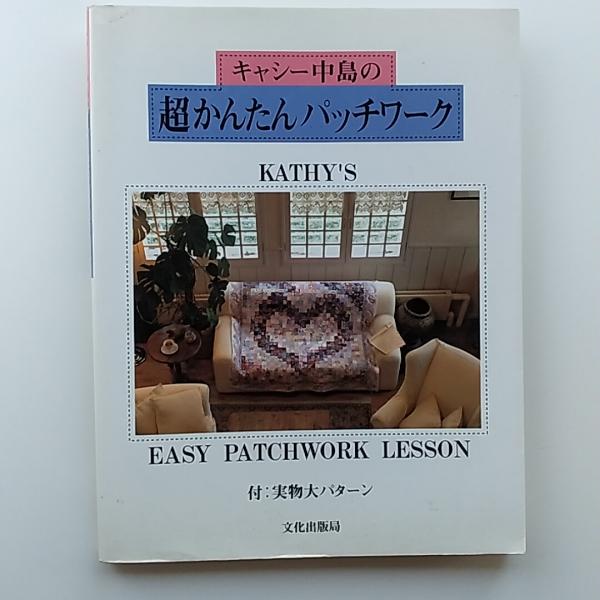 キャシー中島の
超かんたんパッチワーク
KATHY'S
EASY PATCHWORK LESSON
付:実物大パターン
文化出版局